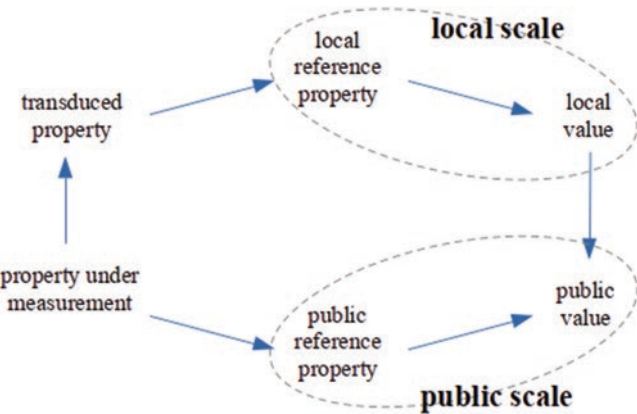 local scale
local
reference
property
transduced
property
local
value
property under
measurement
public
reference
property
public
value
public scale